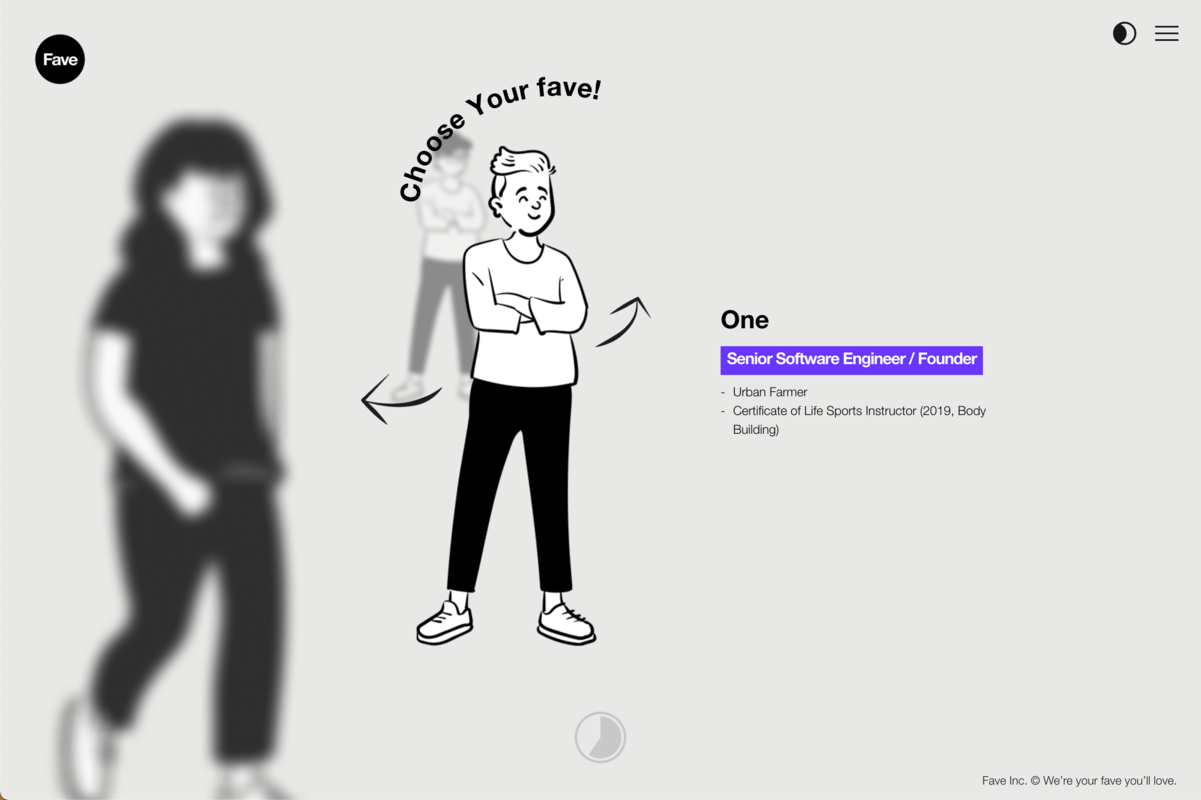 Fave
Choose Your fave!
One
Senior Software Engineer / Founder
- Urban Farmer
- Certificate of Life Sports Instructor (2019, Body
Building)
Fave Inc. © We’re your fave you’ll love.